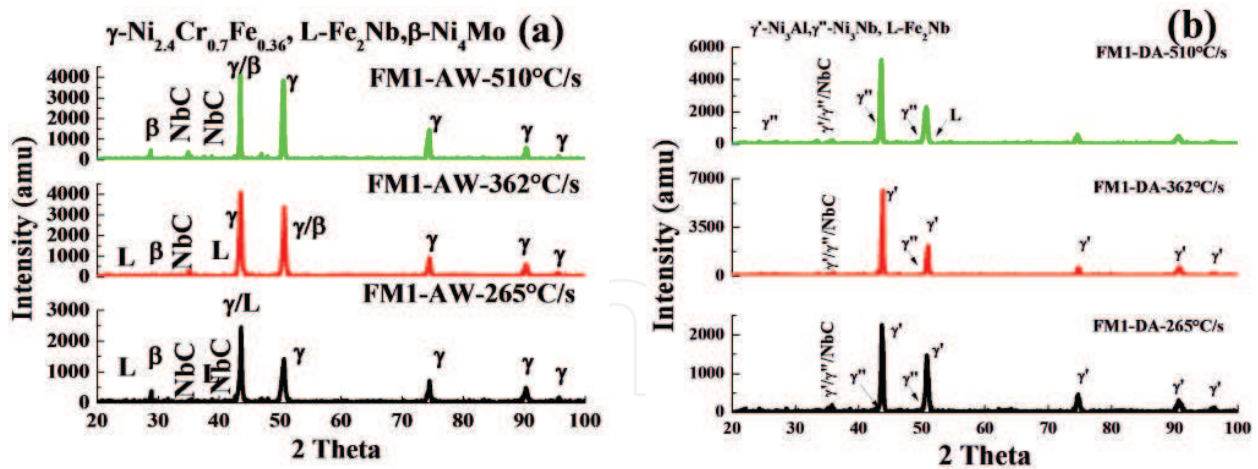 γ-Ni2.4Cr0.7Fe0.36, L-Fe2Nb,β-Ni4Mo (a)
Intensity (amu)
4000
3000
2000
1000
0
FM1-AW-510°C/s
β
NbC
NbC
γ/β
γ
γ
γ
γ
4000
3000
2000
1000
0
FM1-AW-362°C/s
L
β
NbC
L
γ
γ/β
γ
γ
γ
3000
2000
1000
0
FM1-AW-265°C/s
L
β
NbC
L
NbC
γ/L
γ
γ
γ
γ
20 30 40 50 60 70 80 90 100
2 Theta
γ'-Ni3Al,γ''-Ni3Nb, L-Fe2Nb (b)
Intensity (amu)
6000
4000
2000
0
FM1-DA-510°C/s
γ''
γ'/γ''/NbC
γ''
γ''
L
7000
3500
0
FM1-DA-362°C/s
γ'/γ''/NbC
γ'
γ''
γ'
γ'
γ'
γ'
2000
1000
0
FM1-DA-265°C/s
γ'/γ''/NbC
γ''
γ'
γ''
γ'
γ'
γ'
γ'
20 30 40 50 60 70 80 90 100
2 Theta